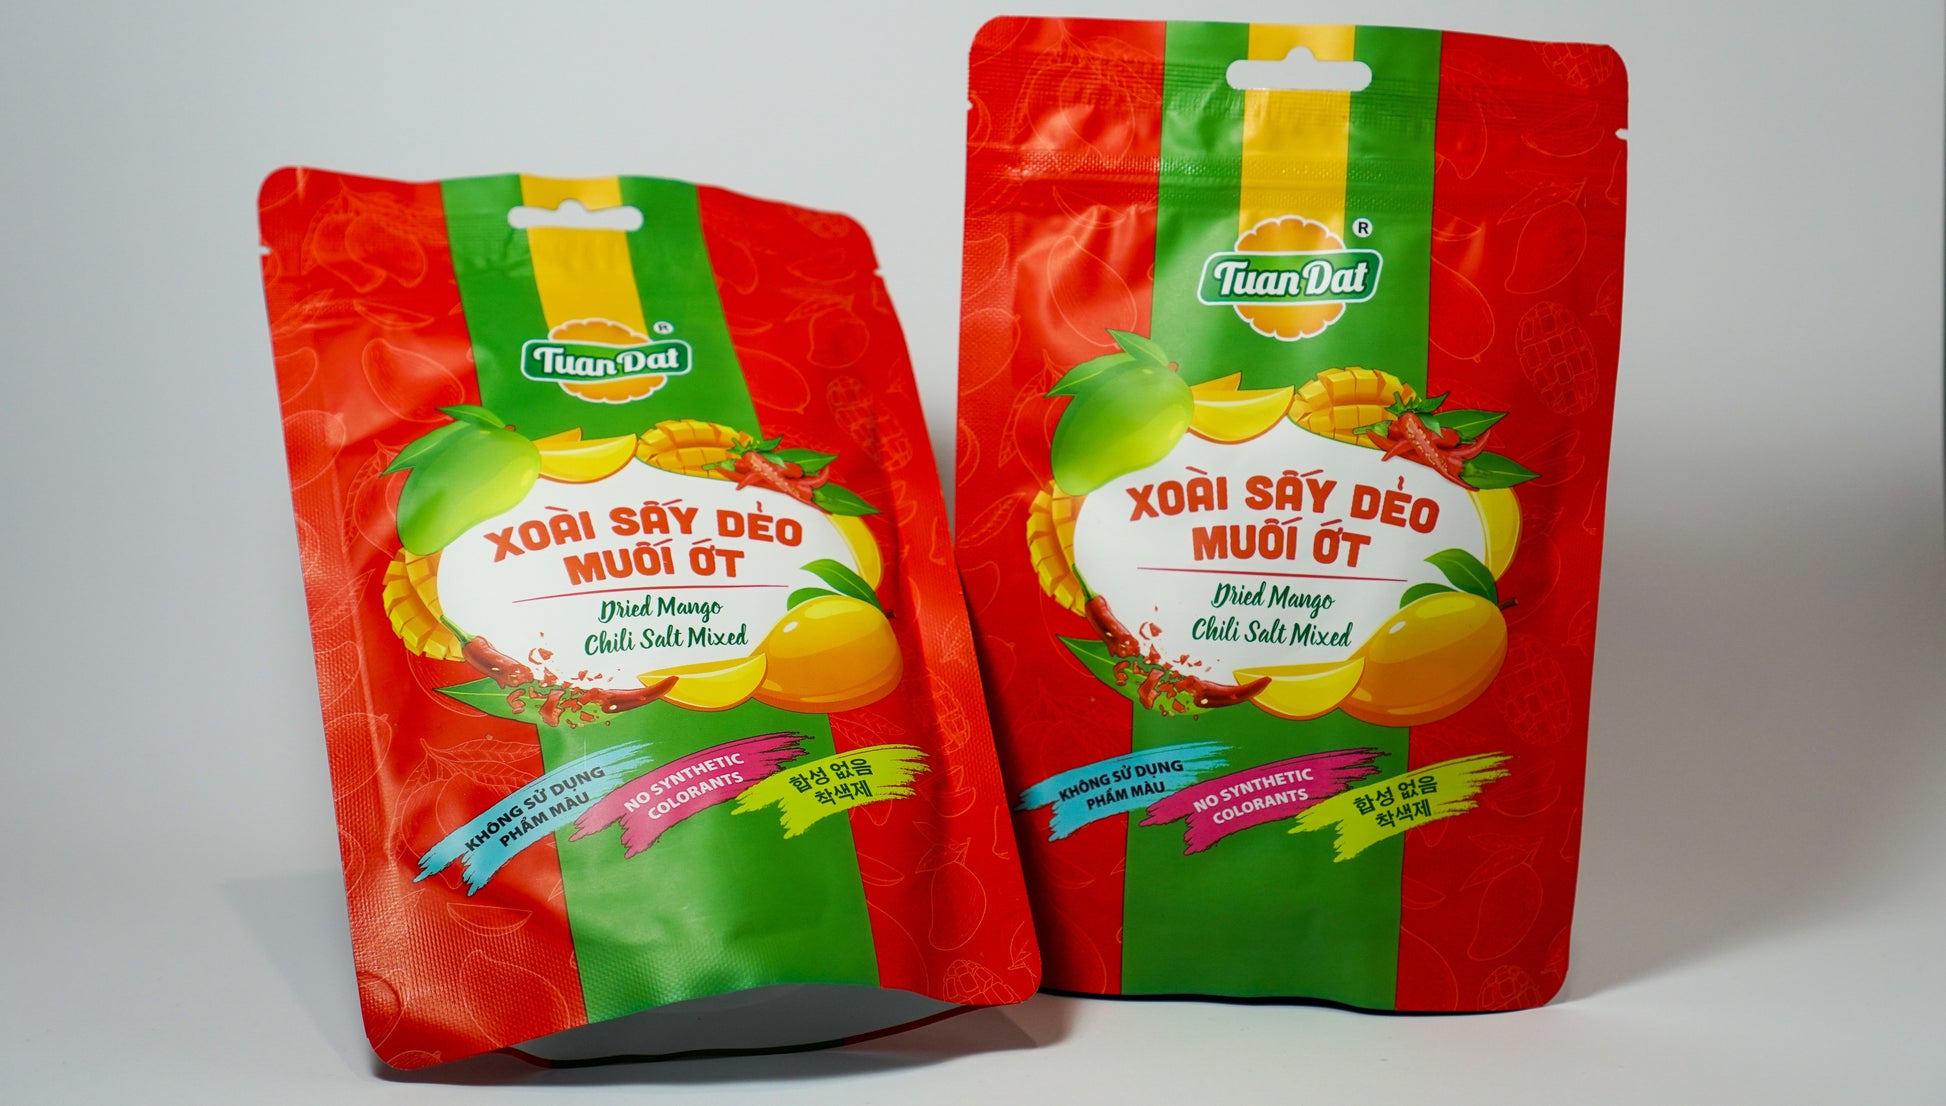 TuanDat
®
XOÀI SẤY DẺO
MUỐI ỚT
Dried Mango
Chili Salt Mixed
KHÔNG SỬ DỤNG
PHẨM MÀU
NO SYNTHETIC
COLORANTS
합성 없음
착색제
TuanDat
®
XOÀI SẤY DẺO
MUỐI ỚT
Dried Mango
Chili Salt Mixed
KHÔNG SỬ DỤNG
PHẨM MÀU
NO SYNTHETIC
COLORANTS
합성 없음
착색제